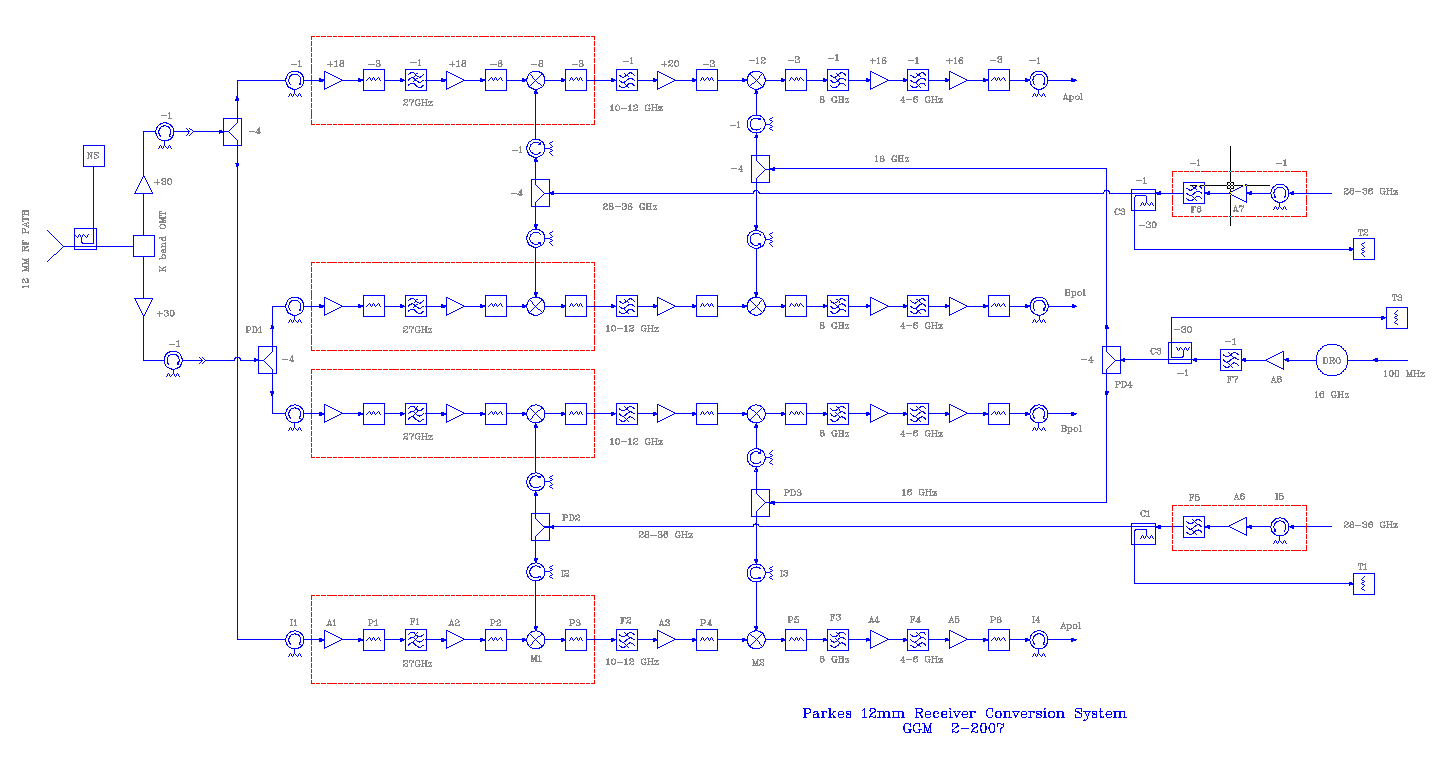 -1 +18 -3 -1 +18 -6 -8 -3 -1 +20 -3 -12 -3 -1 +16 -1 +16 -3 -1
27GHz 10-12 GHz 8 GHz 4-6 GHz Apol
-1 -4 -1 -1
NS -4 -4 16 GHz
+30 -4 28-36 GHz
-1 -1 -1 28-36 GHz
C2 F6 A7
-30 T2
12 MM RF PATH
K band OMT
+30
Bpol
27GHz 10-12 GHz 8 GHz 4-6 GHz
T3
-30
PD1 -1 -4 -4 C3 -1 -1 F7 A8 DRO 100 MHz
PD4 16 GHz
27GHz 10-12 GHz 8 GHz 4-6 GHz Bpol
PD3 16 GHz
PD2 28-36 GHz
C1 F5 A6 I5 28-36 GHz
I2 I3 T1
I1 A1 P1 F1 A2 P2 P3 F2 A3 P4 P5 F3 A4 F4 A5 P6 I4 Apol
27GHz M1 10-12 GHz M2 8 GHz 4-6 GHz
Parkes 12mm Receiver Conversion System
GGM 2-2007